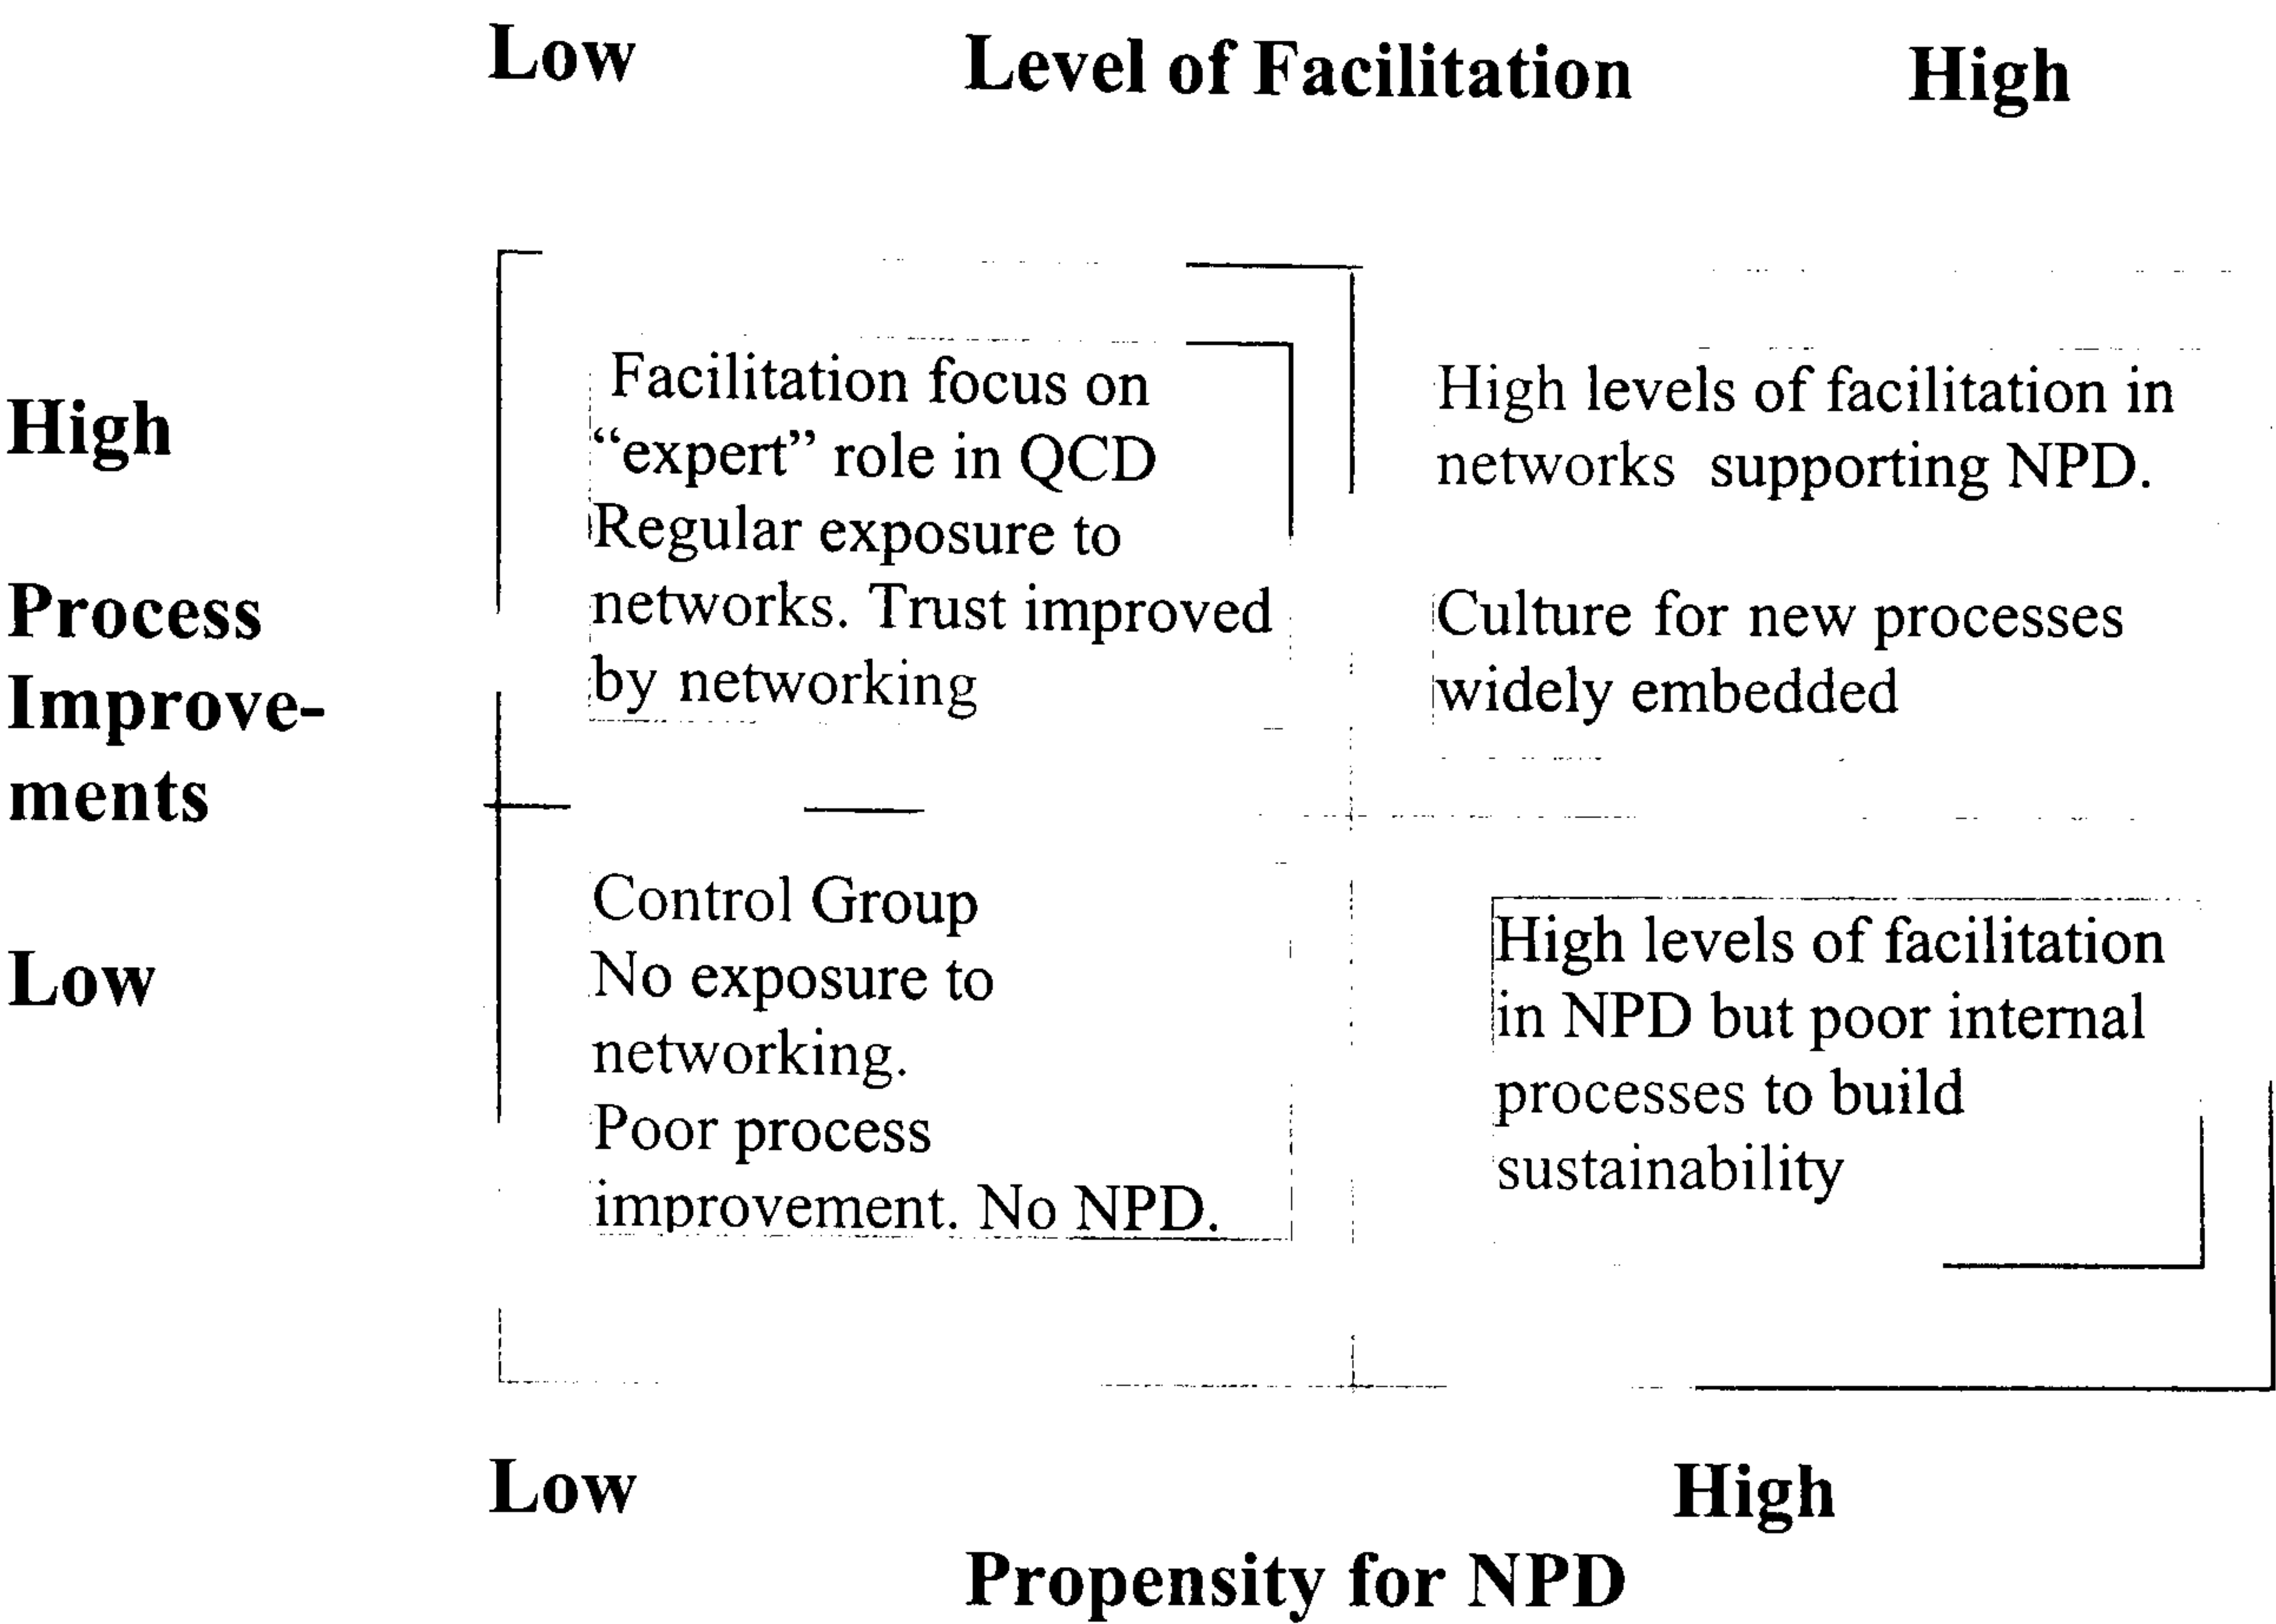 Low Level of Facilitation High
High
Process
Improve-
ments
Low
Facilitation focus on
“expert” role in QCD
Regular exposure to
networks. Trust improved
by networking
High levels of facilitation in
networks supporting NPD.
Culture for new processes
widely embedded
Control Group
No exposure to
networking.
Poor process
improvement. No NPD.
High levels of facilitation
in NPD but poor internal
processes to build
sustainability
Low High
Propensity for NPD